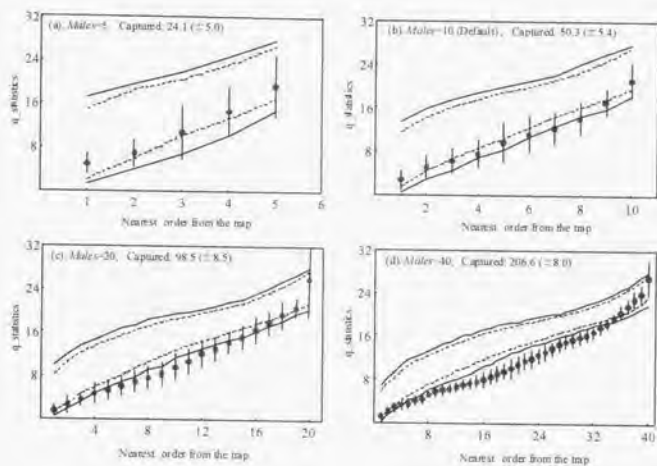 (a). Males=5, Captured: 24.1 (±5.0)
32
24
16
8
q_statistics
1 2 3 4 5 6
Nearest order from the trap
(b) Males=10 (Default), Captured: 50.3 (±5.4)
32
24
16
8
q_statistics
2 4 6 8 10
Nearest order from the trap
(c) Males=20, Captured: 98.5 (±8.5)
32
24
16
8
q_statistics
4 8 12 16 20
Nearest order from the trap
(d) Males=40, Captured: 206.6 (±8.0)
32
24
16
8
q_statistics
8 16 24 32 40
Nearest order from the trap